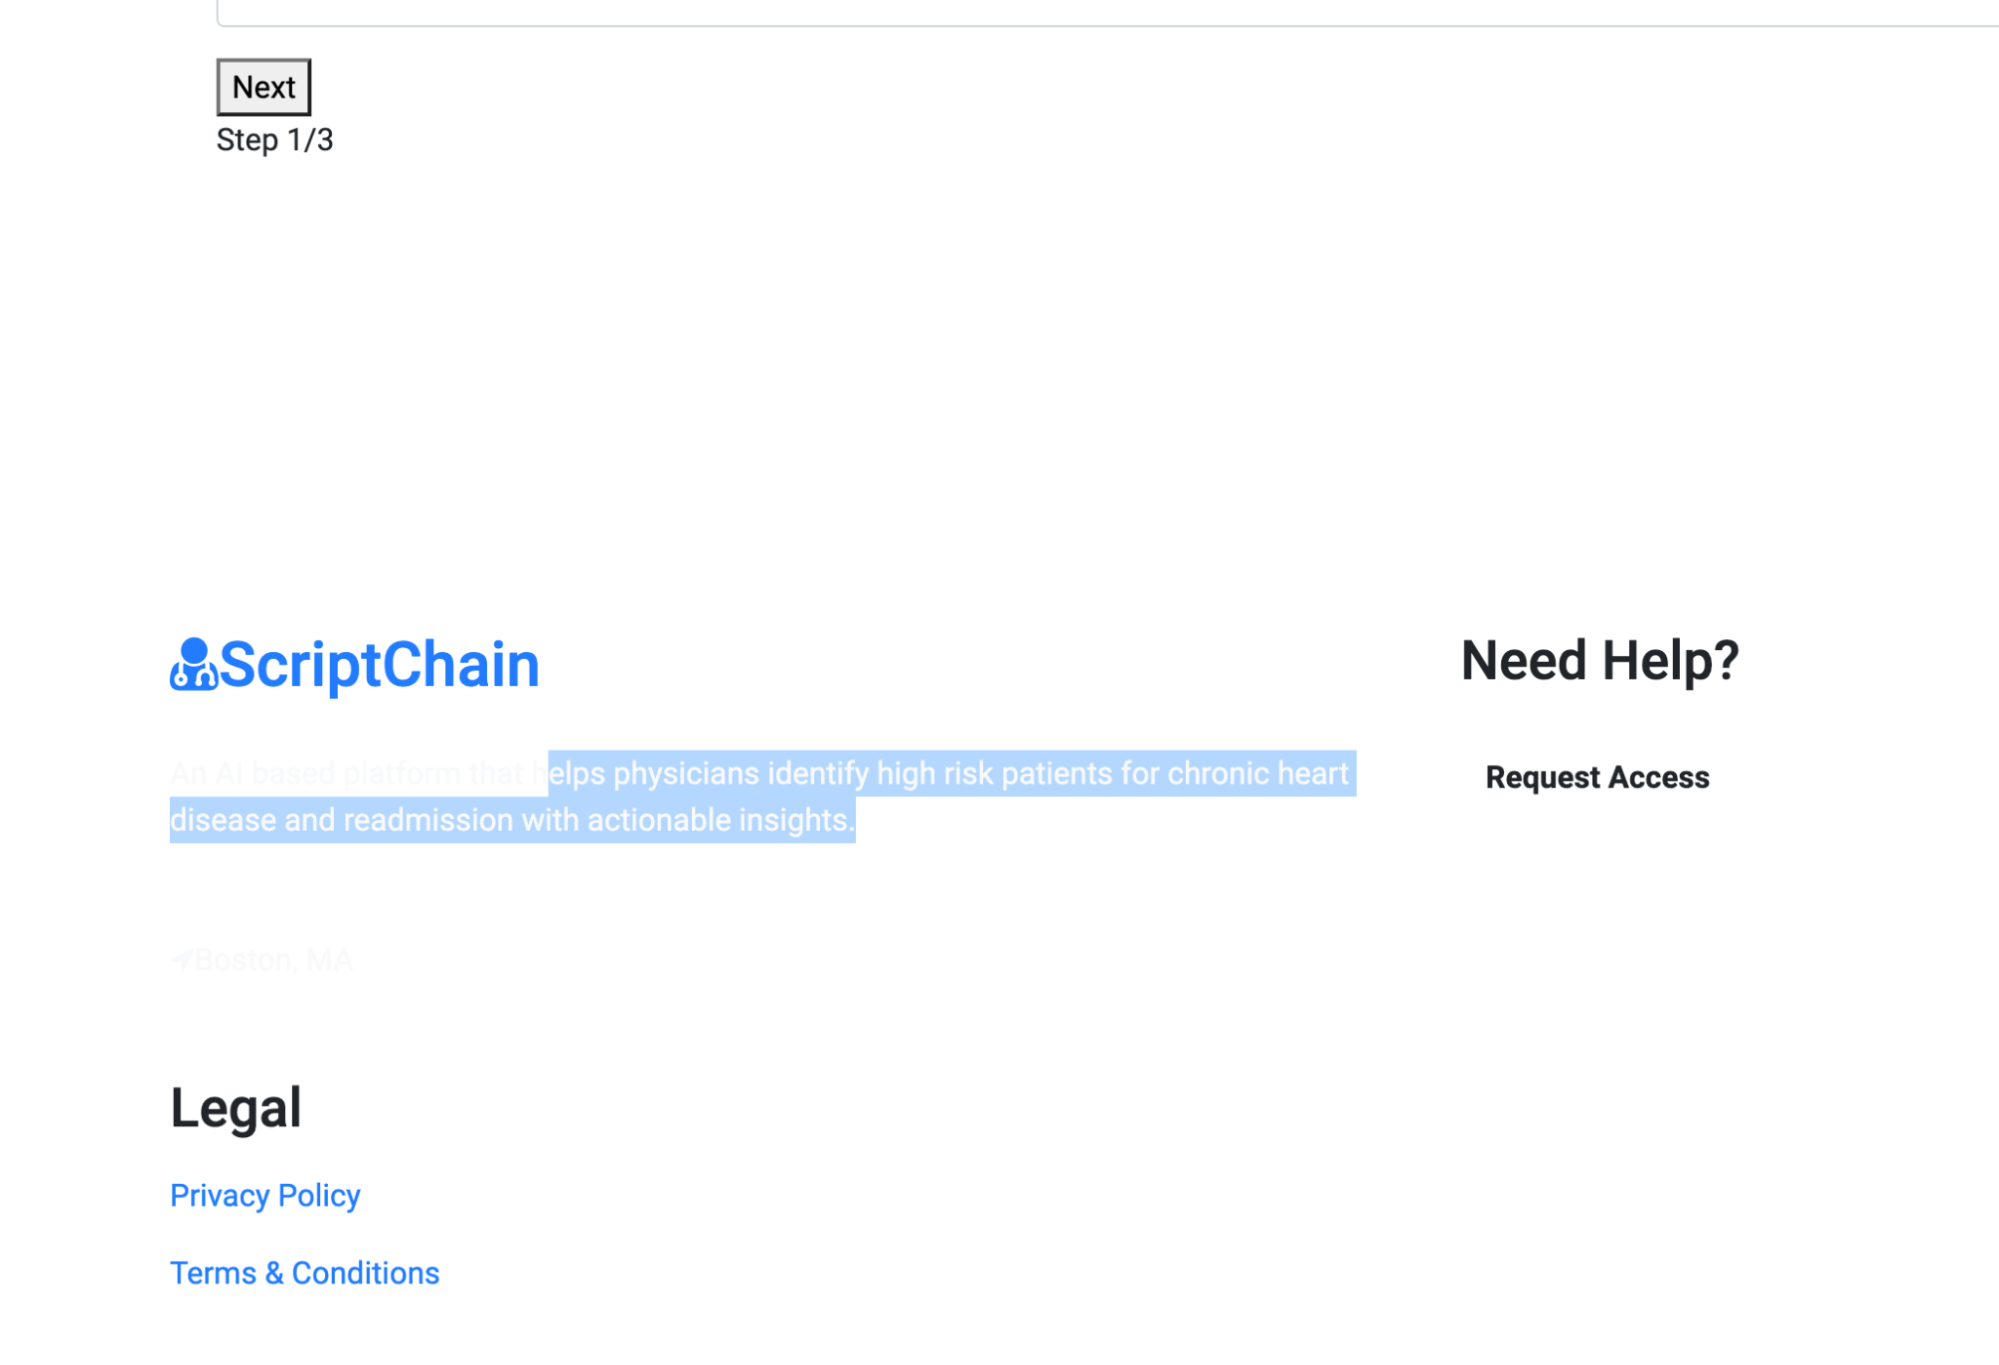 Next
Step 1/3
ScriptChain
Need Help?
An AI based platform that helps physicians identify high risk patients for chronic heart
disease and readmission with actionable insights.
Request Access
Boston, MA
Legal
Privacy Policy
Terms & Conditions